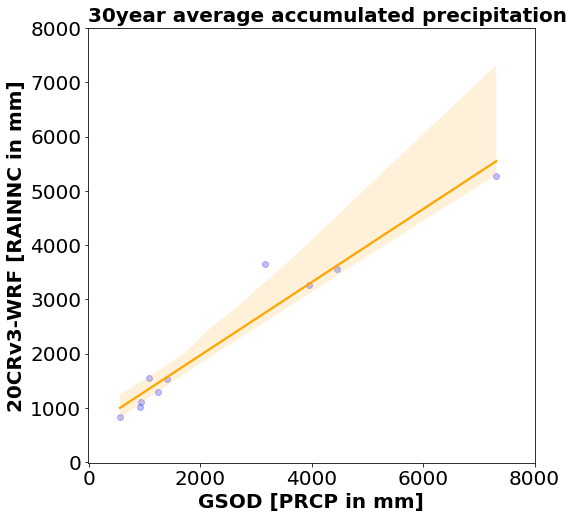 30year average accumulated precipitation
8000
7000
6000
5000
4000
3000
2000
1000
0
20CRv3-WRF [RAINNC in mm]
0 2000 4000 6000 8000
GSOD [PRCP in mm]